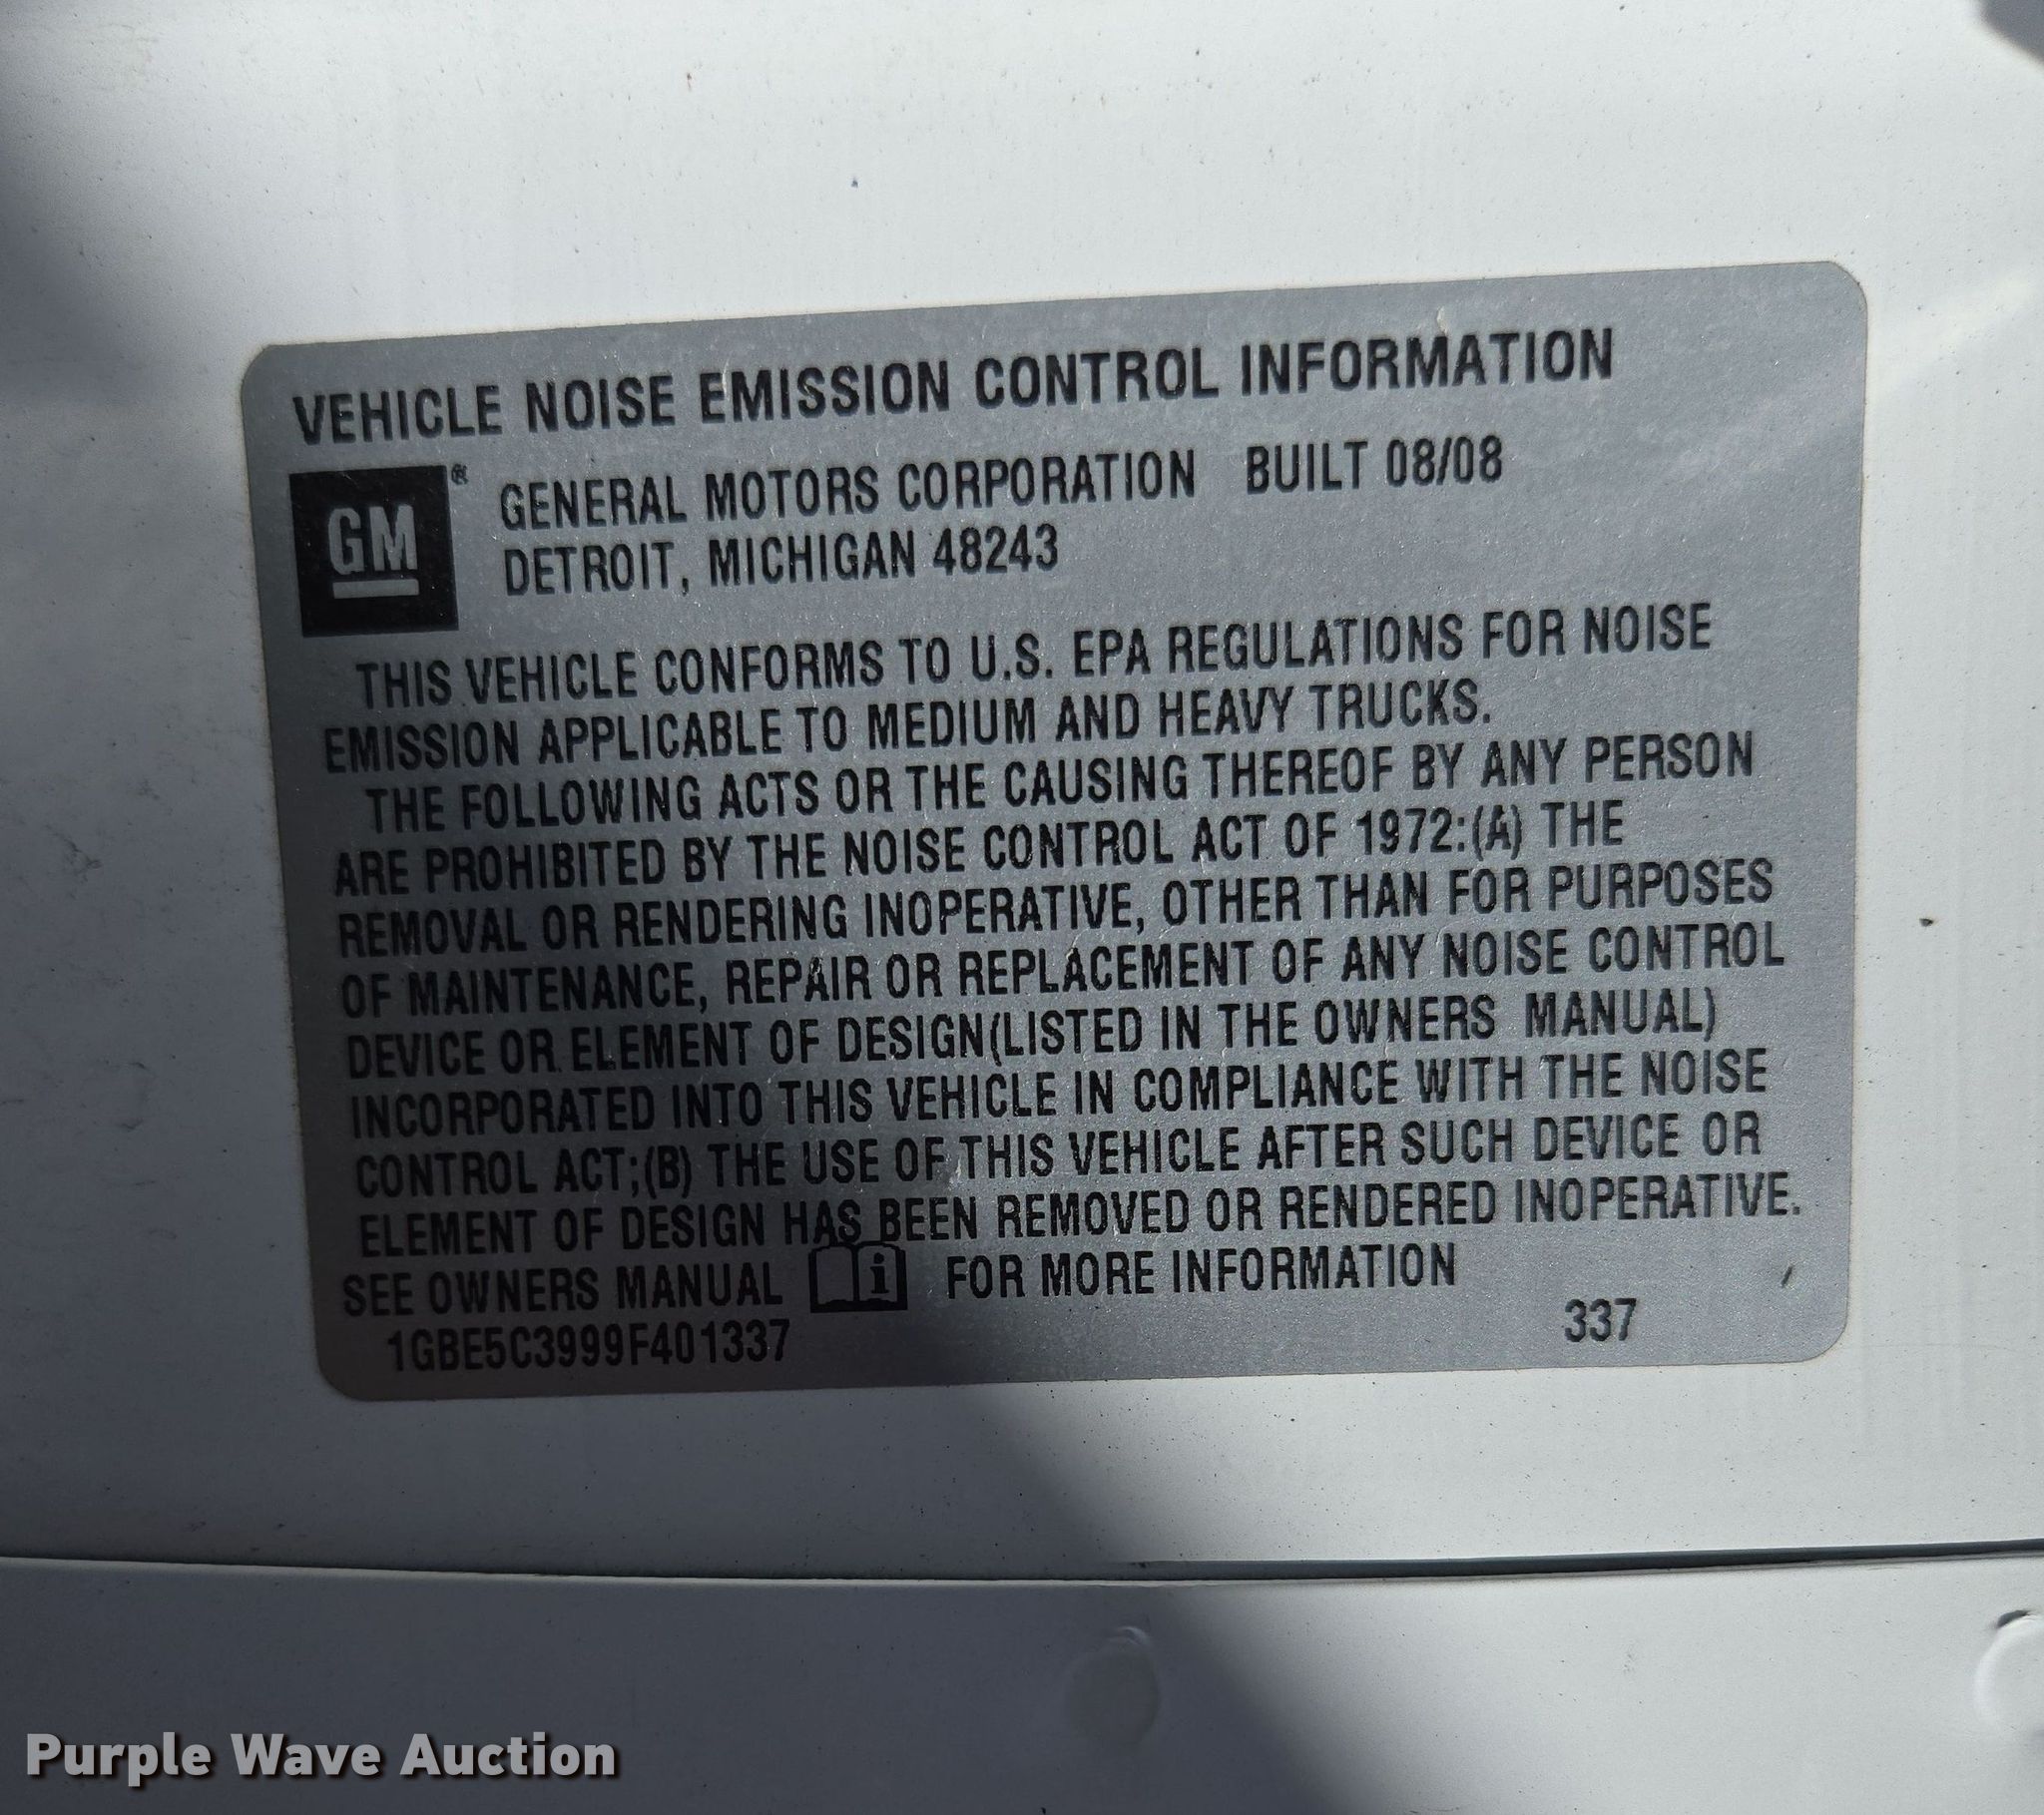 VEHICLE NOISE EMISSION CONTROL INFORMATION
GM® GENERAL MOTORS CORPORATION BUILT 08/08
DETROIT, MICHIGAN 48243
THIS VEHICLE CONFORMS TO U.S. EPA REGULATIONS FOR NOISE
EMISSION APPLICABLE TO MEDIUM AND HEAVY TRUCKS.
THE FOLLOWING ACTS OR THE CAUSING THEREOF BY ANY PERSON
ARE PROHIBITED BY THE NOISE CONTROL ACT OF 1972:(A) THE
REMOVAL OR RENDERING INOPERATIVE, OTHER THAN FOR PURPOSES
OF MAINTENANCE, REPAIR OR REPLACEMENT OF ANY NOISE CONTROL
DEVICE OR ELEMENT OF DESIGN(LISTED IN THE OWNERS MANUAL)
INCORPORATED INTO THIS VEHICLE IN COMPLIANCE WITH THE NOISE
CONTROL ACT;(B) THE USE OF THIS VEHICLE AFTER SUCH DEVICE OR
ELEMENT OF DESIGN HAS BEEN REMOVED OR RENDERED INOPERATIVE.
SEE OWNERS MANUAL i FOR MORE INFORMATION
1GBE5C3999F401337 337
Purple Wave Auction